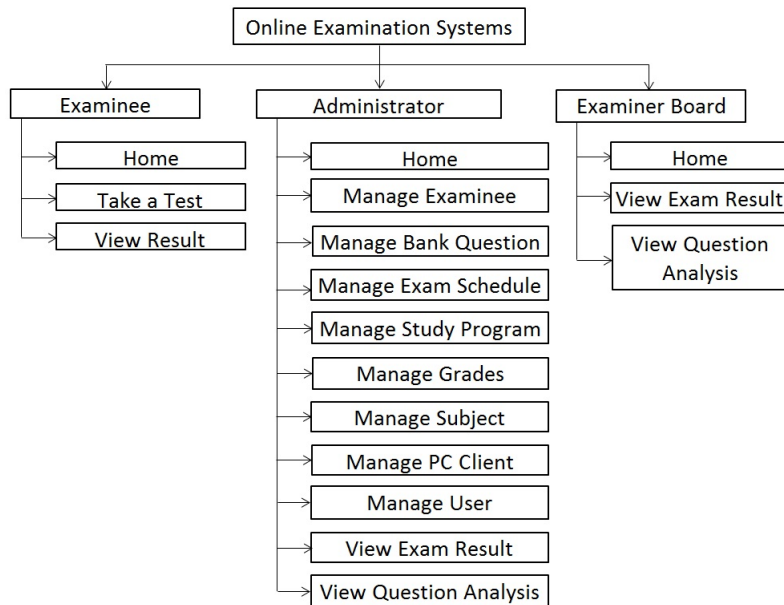 Online Examination Systems
Examinee
Administrator
Examiner Board
Home
Take a Test
View Result
Home
Manage Examinee
Manage Bank Question
Manage Exam Schedule
Manage Study Program
Manage Grades
Manage Subject
Manage PC Client
Manage User
View Exam Result
View Question Analysis
Home
View Exam Result
View Question
Analysis